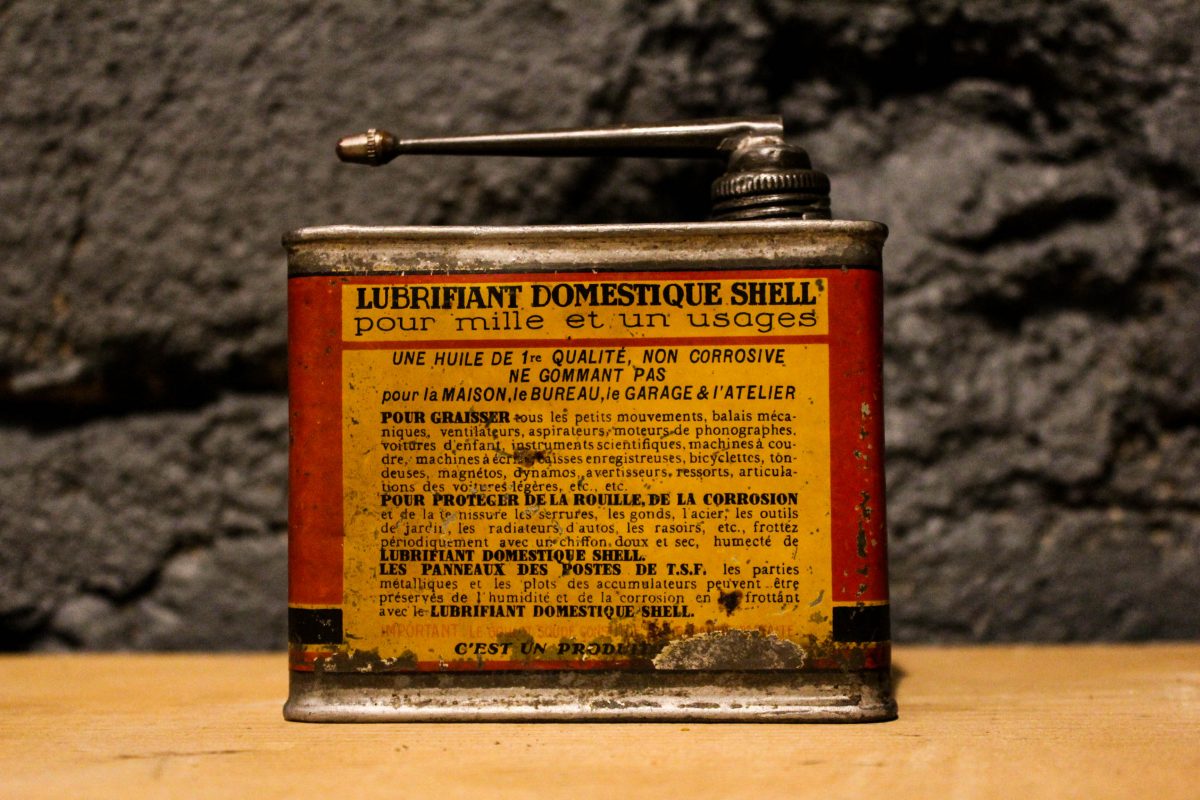 LUBRIFIANT DOMESTIQUE SHELL
pour mille et un usages
UNE HUILE DE 1re QUALITÉ, NON CORROSIVE
NE GOMMANT PAS
pour la MAISON, le BUREAU, le GARAGE & l'ATELIER
POUR GRAISSER tous les petits mouvements, balais méca-
niques, ventilateurs, aspirateurs, moteurs de phonographes,
voitures d'enfant, instruments scientifiques, machines à cou-
dre, machines à écrire, caisses enregistreuses, bicyclettes, ton-
deuses, magnétos, dynamos, avertisseurs, ressorts, articula-
tions des voitures légères, etc., etc.
POUR PROTÉGER DE LA ROUILLE, DE LA CORROSION
et de la ternissure les serrures, les gonds, l'acier, les outils
de jardin, les radiateurs d'autos, les rasoirs, etc., frottez
périodiquement avec un chiffon doux et sec, humecté de
LUBRIFIANT DOMESTIQUE SHELL.
LES PANNEAUX DES POSTES DE T.S.F. les parties
métalliques et les plots des accumulateurs peuvent être
préservés de l'humidité et de la corrosion en frottant
avec le LUBRIFIANT DOMESTIQUE SHELL.
IMPORTANT
C'EST UN PRODUIT